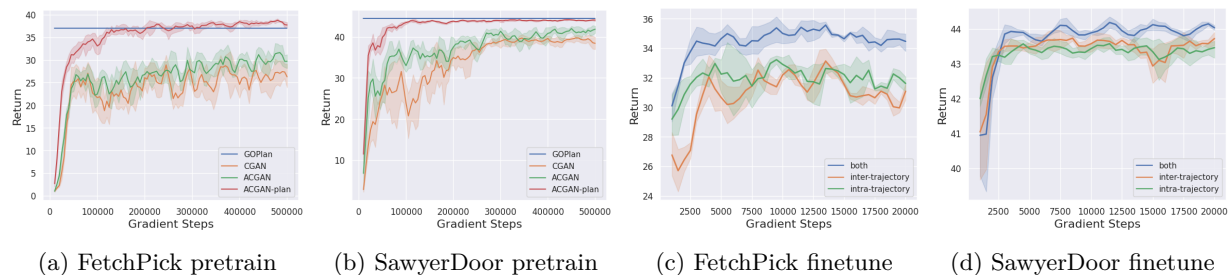 40
35
30
25
20
15
10
5
0
Return
0 100000 200000 300000 400000 500000
Gradient Steps
GOPlan
CGAN
ACGAN
ACGAN-plan
(a) FetchPick pretrain
40
30
20
10
Return
0 100000 200000 300000 400000 500000
Gradient Steps
GOPlan
CGAN
ACGAN
ACGAN-plan
(b) SawyerDoor pretrain
36
34
32
30
28
26
24
Return
2500 5000 7500 10000 12500 15000 17500 20000
Gradient Steps
both
inter-trajectory
intra-trajectory
(c) FetchPick finetune
44
43
42
41
40
Return
2500 5000 7500 10000 12500 15000 17500 20000
Gradient Steps
both
inter-trajectory
intra-trajectory
(d) SawyerDoor finetune